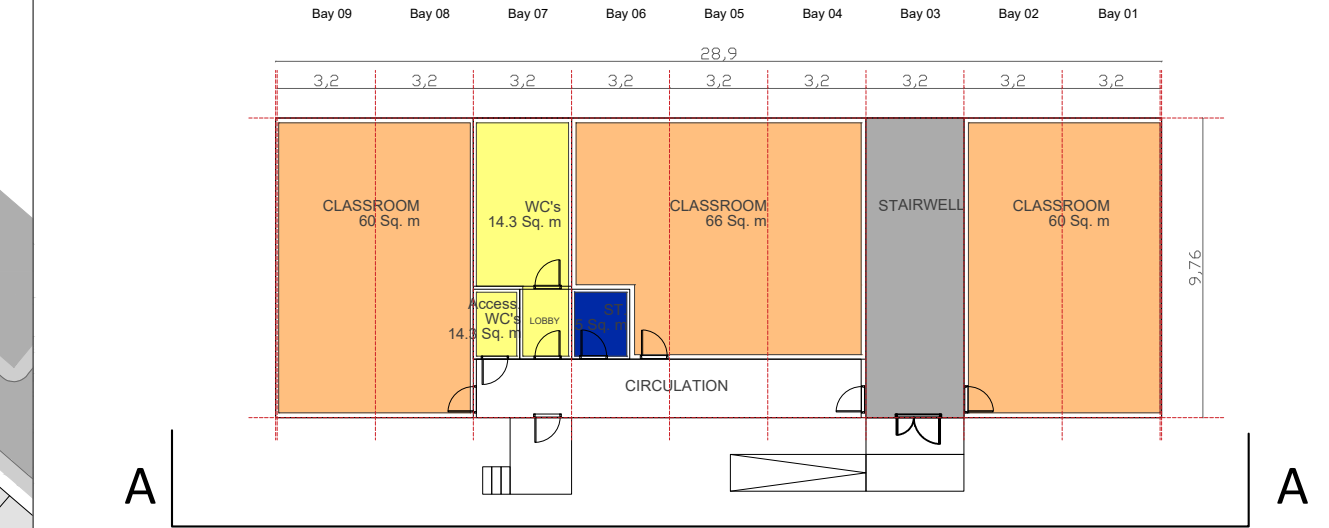 Bay 09 Bay 08 Bay 07 Bay 06 Bay 05 Bay 04 Bay 03 Bay 02 Bay 01
28,9
3,2 3,2 3,2 3,2 3,2 3,2 3,2 3,2 3,2
CLASSROOM
60 Sq. m
WC's
14.3 Sq. m
CLASSROOM
66 Sq. m
STAIRWELL
CLASSROOM
60 Sq. m
9,76
Access
WC's
14.3 Sq. m
LOBBY
ST.
5 Sq. m
CIRCULATION
A A